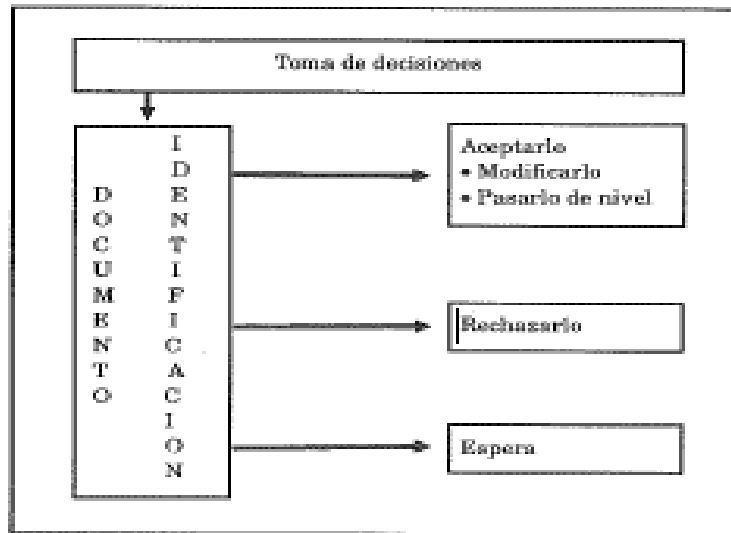 Toma de decisiones
DOCUMENTO
IDENTIFICACION
Aceptarlo
• Modificarlo
• Pasarlo de nivel
Rechazarlo
Espera